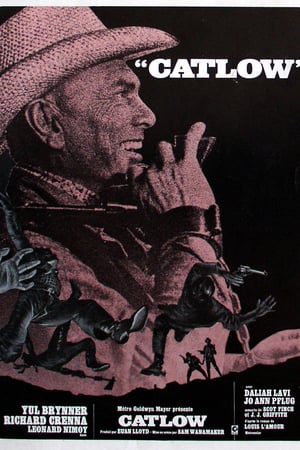 "CATLOW"
YUL BRYNNER
RICHARD CRENNA
LEONARD NIMOY
Métro Goldwyn Mayer présente
CATLOW
Produit par EUAN LLOYD - Mise en scène par SAM WANAMAKER
avec
DALIAH LAVI
JO ANN PFLUG
scénario de SCOT FINCH
et J. J. GRIFFITH
d'après le roman de
LOUIS L'AMOUR
Metrocolor